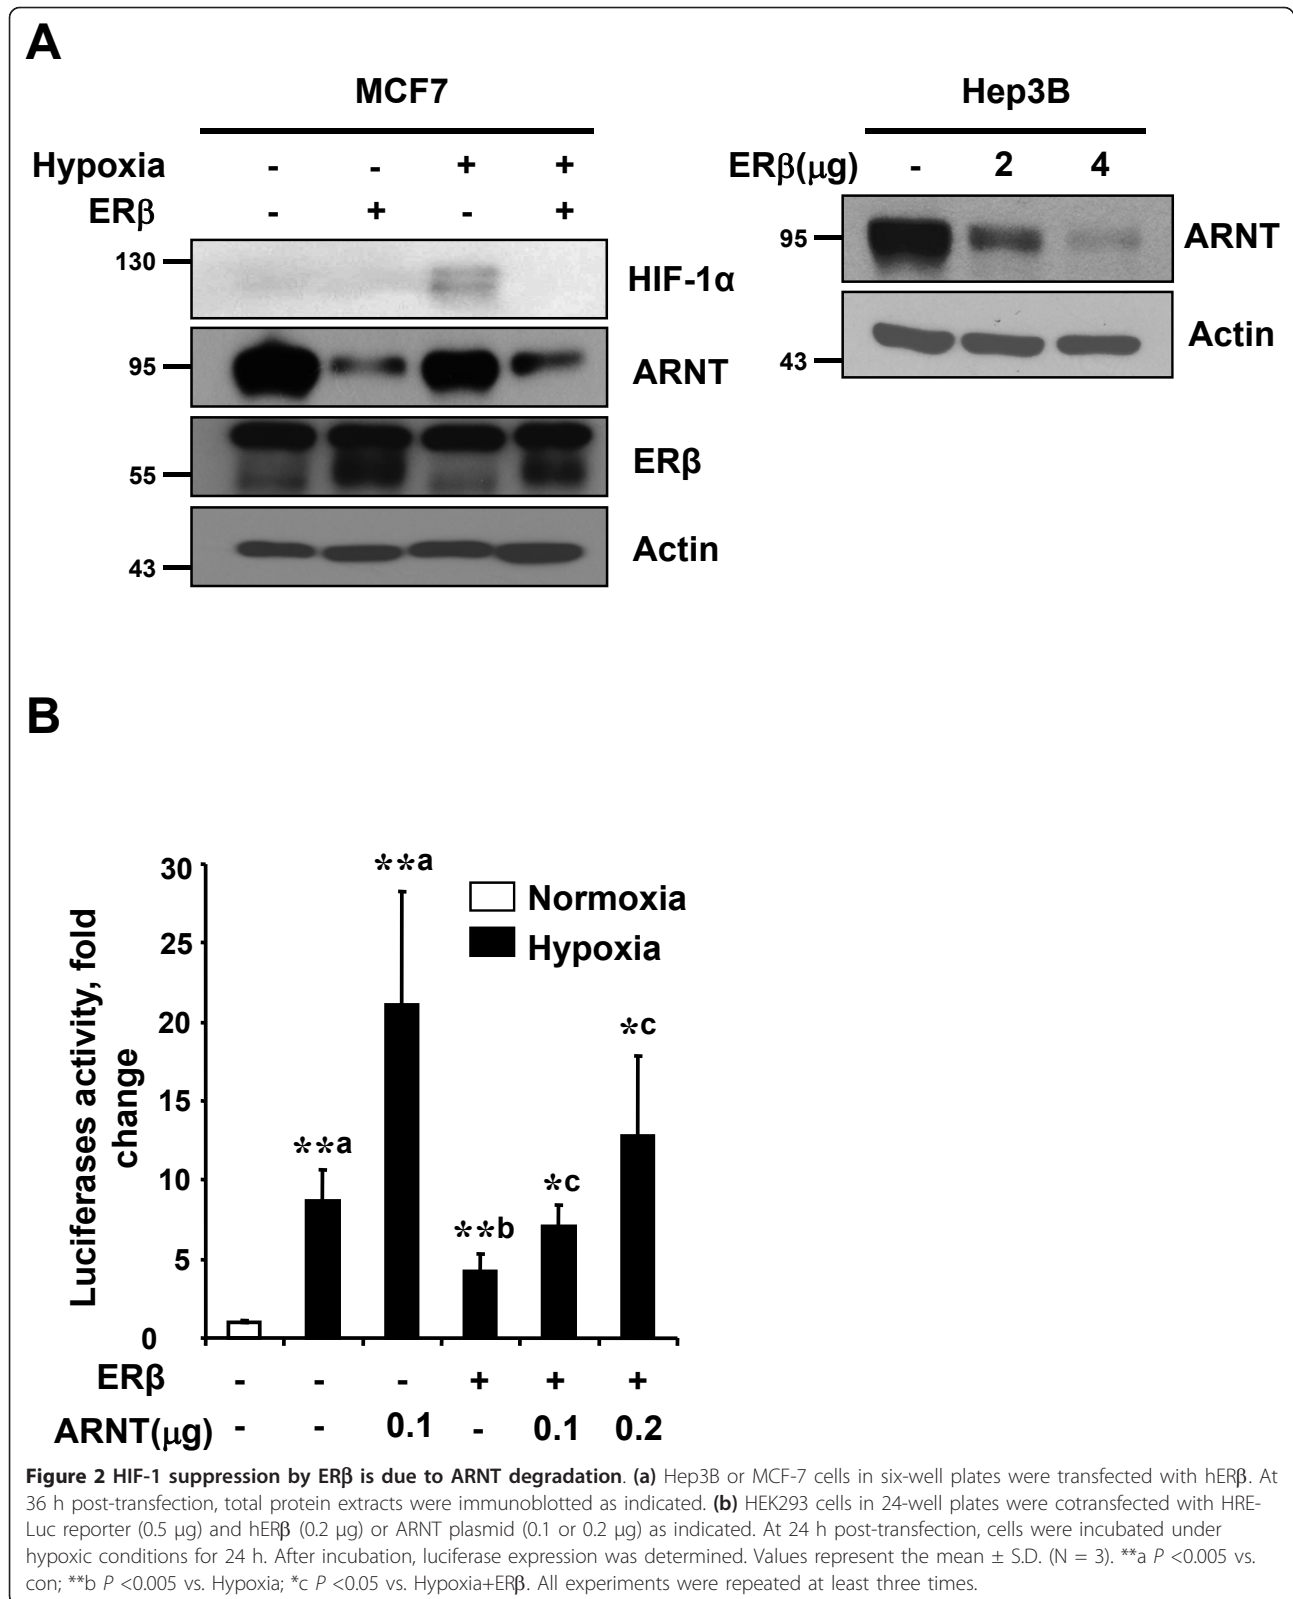 A
MCF7
Hypoxia - - + +
ERβ - + - +
130
HIF-1α
95
ARNT
55
ERβ
43
Actin
Hep3B
ERβ(μg) - 2 4
95
ARNT
43
Actin
B
Luciferases activity, fold
change
30
25
20
15
10
5
0
**a
**a
**b
*c
*c
Normoxia
Hypoxia
ERβ - - - + + +
ARNT(μg) - - 0.1 - 0.1 0.2
Figure 2 HIF-1 suppression by ERβ is due to ARNT degradation. (a) Hep3B or MCF-7 cells in six-well plates were transfected with hERβ. At
36 h post-transfection, total protein extracts were immunoblotted as indicated. (b) HEK293 cells in 24-well plates were cotransfected with HRE-
Luc reporter (0.5 μg) and hERβ (0.2 μg) or ARNT plasmid (0.1 or 0.2 μg) as indicated. At 24 h post-transfection, cells were incubated under
hypoxic conditions for 24 h. After incubation, luciferase expression was determined. Values represent the mean ± S.D. (N = 3). **a P <0.005 vs.
con; **b P <0.005 vs. Hypoxia; *c P <0.05 vs. Hypoxia+ERβ. All experiments were repeated at least three times.